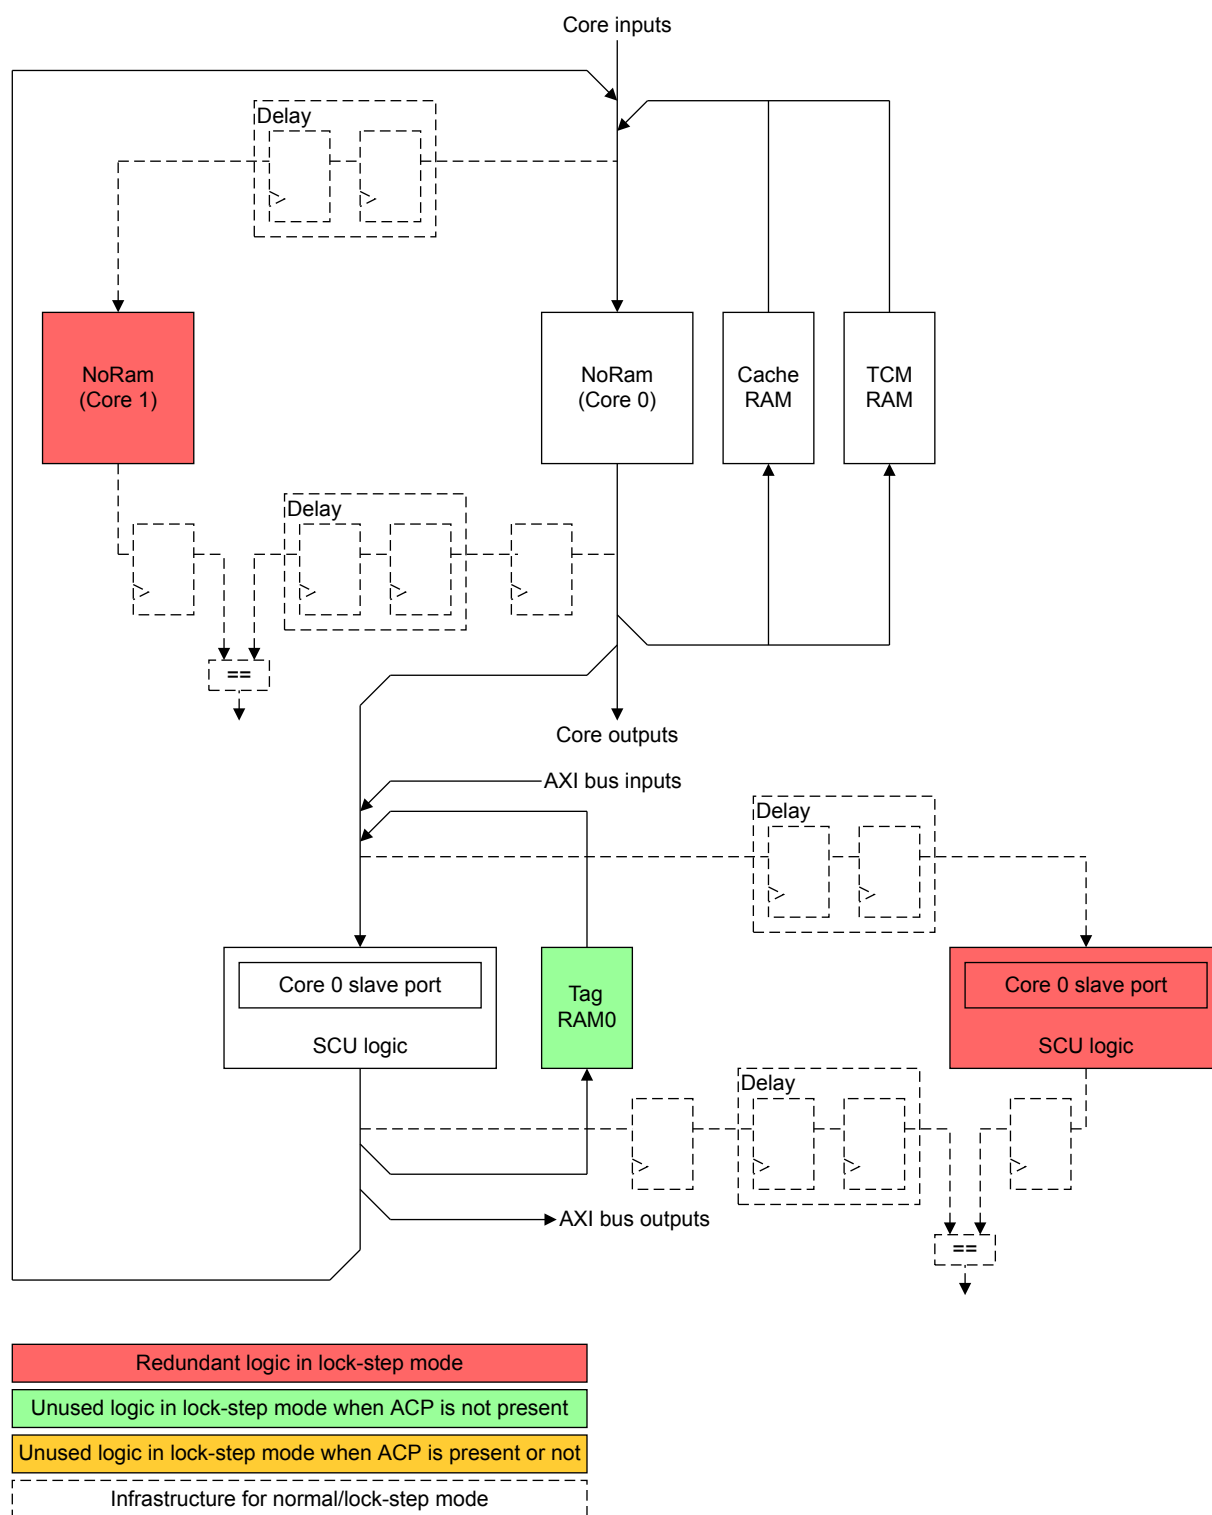 Core inputs
Delay
NoRam
(Core 1)
NoRam
(Core 0)
Cache
RAM
TCM
RAM
Delay
==
Core outputs
AXI bus inputs
Delay
Core 0 slave port
SCU logic
Tag
RAM0
Core 0 slave port
SCU logic
Delay
AXI bus outputs
==
Redundant logic in lock-step mode
Unused logic in lock-step mode when ACP is not present
Unused logic in lock-step mode when ACP is present or not
Infrastructure for normal/lock-step mode